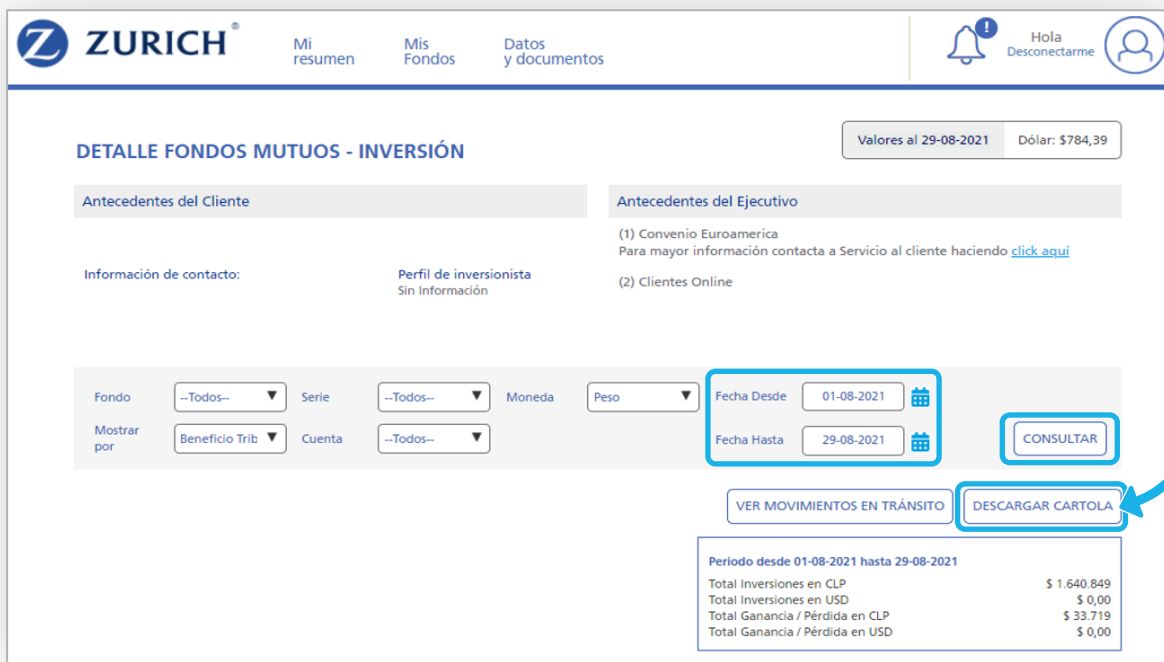 ZURICH®
Mi resumen
Mis Fondos
Datos y documentos
!
Hola
Desconectarme
DETALLE FONDOS MUTUOS - INVERSIÓN
Valores al 29-08-2021 Dólar: $784,39
Antecedentes del Cliente
Antecedentes del Ejecutivo
(1) Convenio Euroamerica
Para mayor información contacta a Servicio al cliente haciendo click aquí
Información de contacto:
Perfil de inversionista
Sin Información
(2) Clientes Online
Fondo --Todos-- Serie --Todos-- Moneda Peso Fecha Desde 01-08-2021
Mostrar por Beneficio Trib Cuenta --Todos-- Fecha Hasta 29-08-2021 CONSULTAR
VER MOVIMIENTOS EN TRÁNSITO DESCARGAR CARTOLA
Periodo desde 01-08-2021 hasta 29-08-2021
Total Inversiones en CLP $ 1.640.849
Total Inversiones en USD $ 0,00
Total Ganancia / Pérdida en CLP $ 33.719
Total Ganancia / Pérdida en USD $ 0,00